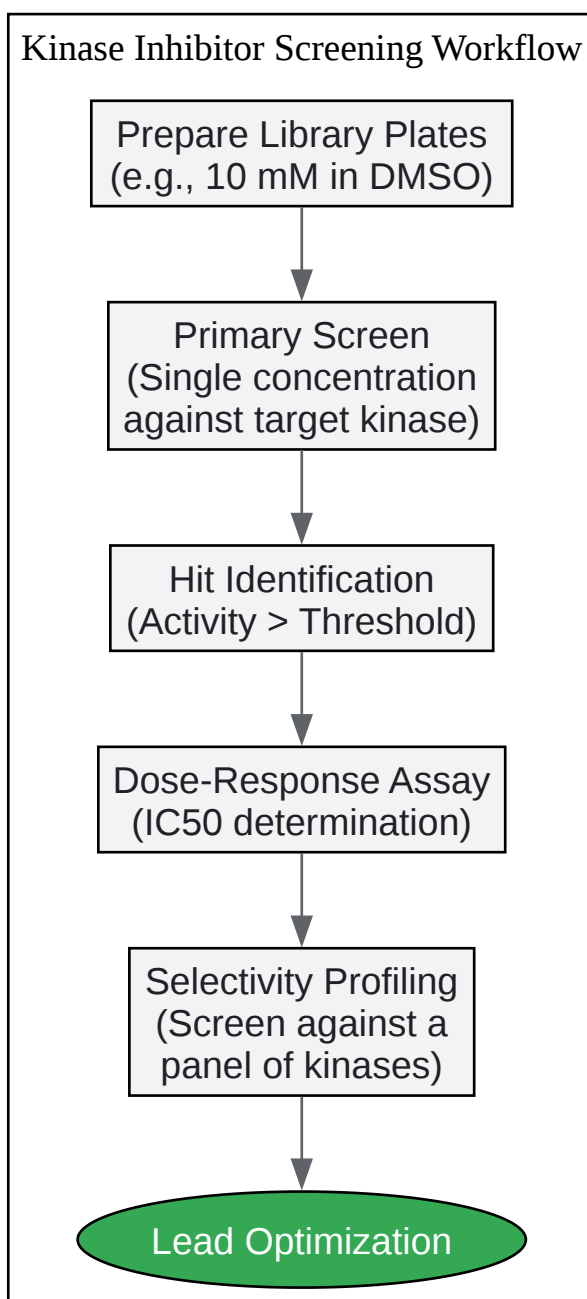 Kinase Inhibitor Screening Workflow
Prepare Library Plates
(e.g., 10 mM in DMSO)
Primary Screen
(Single concentration
against target kinase)
Hit Identification
(Activity > Threshold)
Dose-Response Assay
(IC50 determination)
Selectivity Profiling
(Screen against a
panel of kinases)
Lead Optimization